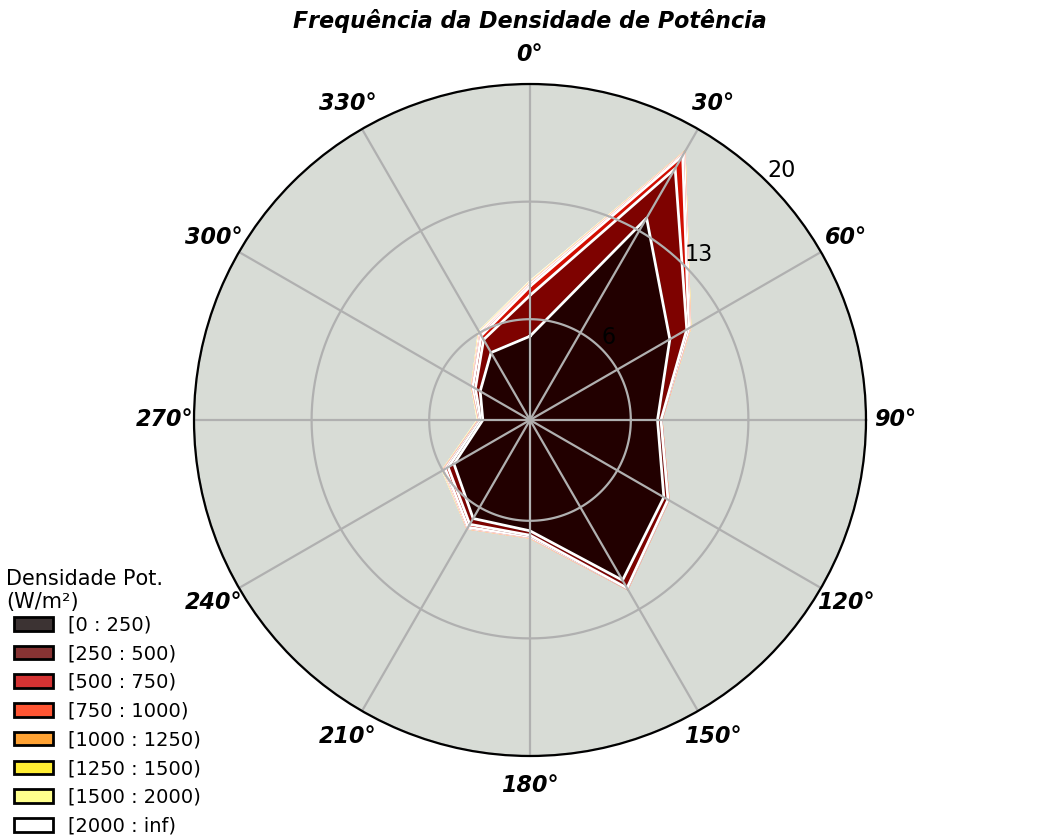 Frequência da Densidade de Potência
0°
330°
30°
20
300°
60°
13
6
270°
90°
240°
120°
210°
150°
180°
Densidade Pot.
(W/m²)
[0 : 250)
[250 : 500)
[500 : 750)
[750 : 1000)
[1000 : 1250)
[1250 : 1500)
[1500 : 2000)
[2000 : inf)